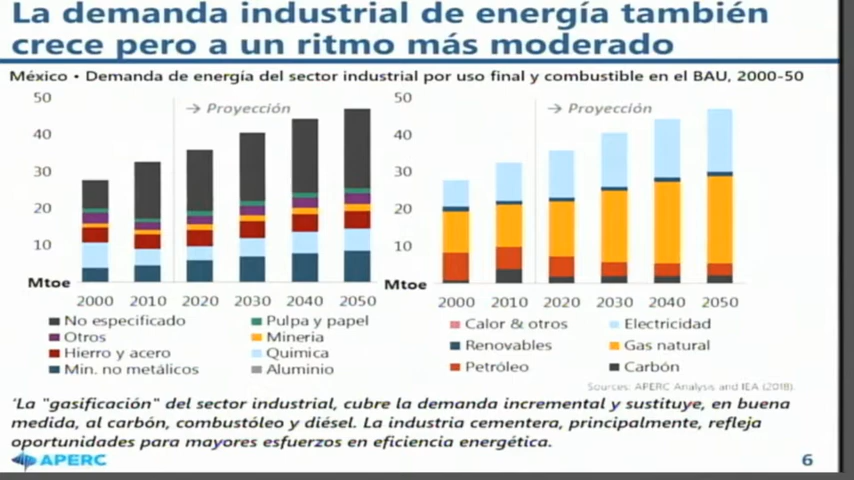 La demanda industrial de energía también
crece pero a un ritmo más moderado
México • Demanda de energía del sector industrial por uso final y combustible en el BAU, 2000-50
50
40
30
20
10
Mtoe
→ Proyección
2000 2010 2020 2030 2040 2050
No especificado
Pulpa y papel
Otros
Mineria
Hierro y acero
Quimica
Min. no metálicos
Aluminio
50
40
30
20
10
Mtoe
→ Proyección
2000 2010 2020 2030 2040 2050
Calor & otros
Electricidad
Renovables
Gas natural
Petróleo
Carbón
Sources: APERC Analysis and IEA (2018).
'La "gasificación" del sector industrial, cubre la demanda incremental y sustituye, en buena
medida, al carbón, combustóleo y diésel. La industria cementera, principalmente, refleja
oportunidades para mayores esfuerzos en eficiencia energética.
APERC
6